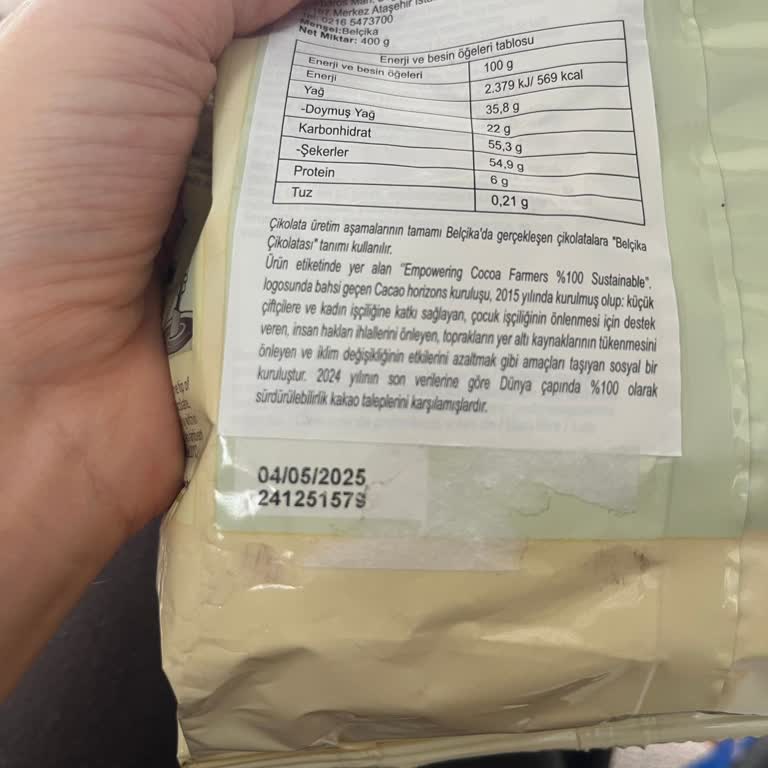 167 Merkez Ataşehir
0216 5473700
Menşei:Belçika
Net Miktar: 400 g
Enerji ve besin öğeleri tablosu
Enerji ve besin öğeleri 100 g
Enerji 2.379 kJ/ 569 kcal
Yağ 35,8 g
-Doymuş Yağ 22 g
Karbonhidrat 55,3 g
-Şekerler 54,9 g
Protein 6 g
Tuz 0,21 g
Çikolata üretim aşamalarının tamamı Belçika'da gerçekleşen çikolatalara "Belçika
Çikolatası" tanımı kullanılır.
Ürün etiketinde yer alan "Empowering Cocoa Farmers %100 Sustainable".
logosunda bahsi geçen Cacao horizons kuruluşu, 2015 yılında kurulmuş olup: küçük
çiftçilere ve kadın işçiliğine katkı sağlayan, çocuk işçiliğinin önlenmesi için destek
veren, insan hakları ihlallerini önleyen, toprakların yer altı kaynaklarının tükenmesini
önleyen ve iklim değişikliğinin etkilerini azaltmak gibi amaçları taşıyan sosyal bir
kuruluştur. 2024 yılının son verilerine göre Dünya çapında %100 olarak
sürdürülebilirlik kakao taleplerini karşılamışlardır.
04/05/2025
241251579